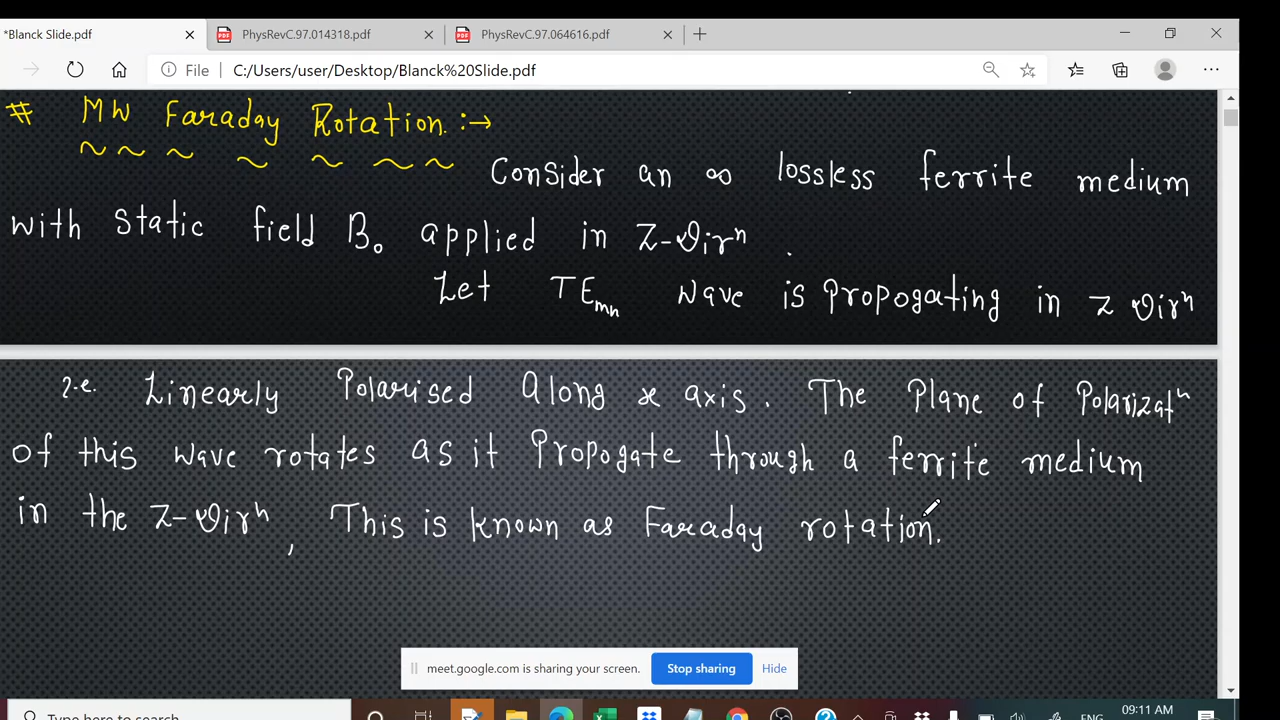 *Blanck Slide.pdf
PhysRevC.97.014318.pdf
PhysRevC.97.064616.pdf
File C:/Users/user/Desktop/Blanck%20Slide.pdf
# MW Faraday Rotation :→
Consider an ∞ lossless ferrite medium
with static field B₀ applied in Z-dirⁿ .
Let TEₘₙ wave is Propogating in z dirⁿ
i.e. Linearly Polarised Along x axis. The Plane of Polarizatⁿ
of this wave rotates as it Propogate through a ferrite medium
in the Z-dirⁿ, This is known as Faraday rotation.
meet.google.com is sharing your screen. Stop sharing Hide
Type here to search
ENG
09:11 AM